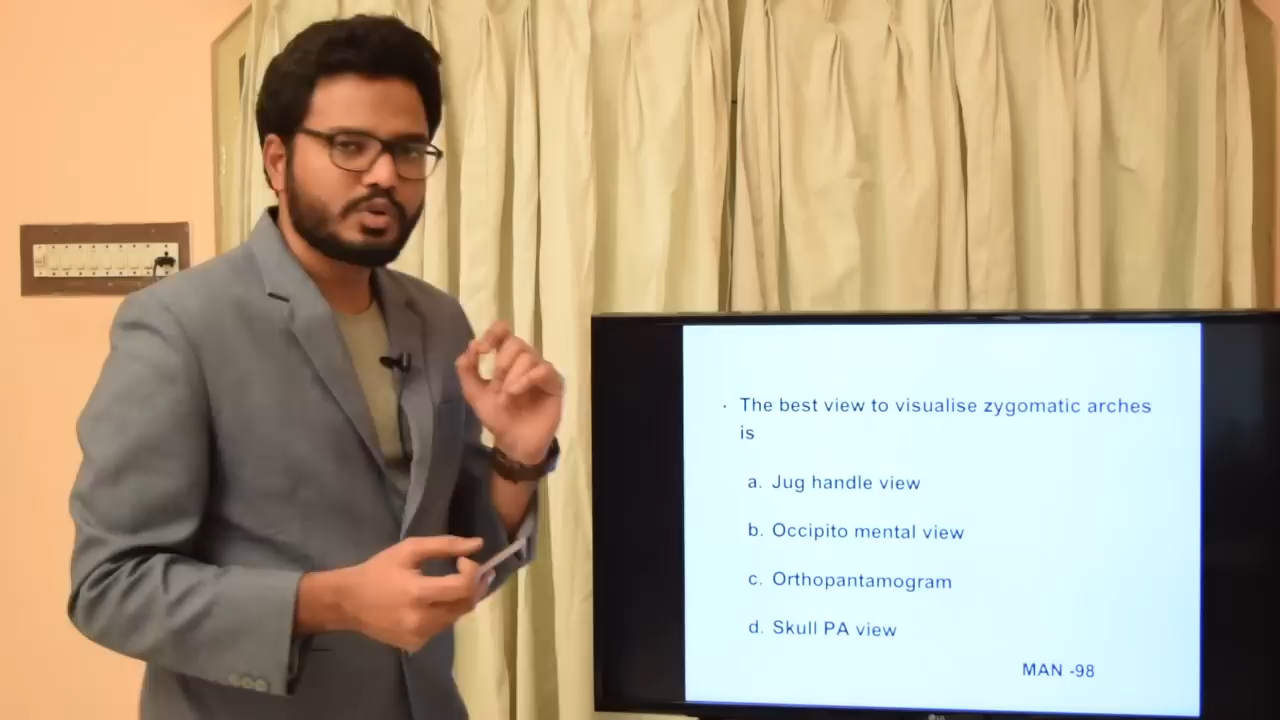 · The best view to visualise zygomatic arches
is
a. Jug handle view
b. Occipito mental view
c. Orthopantamogram
d. Skull PA view
MAN -98
LG